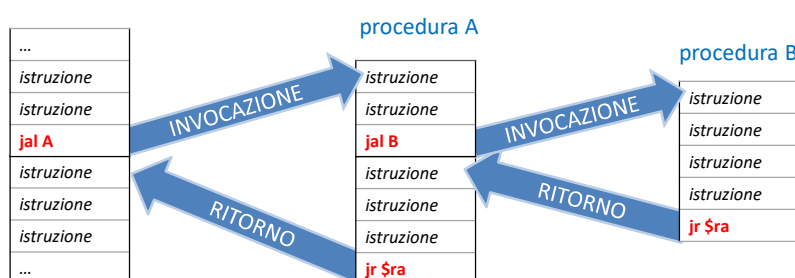 ...
istruzione
istruzione
jal A
istruzione
istruzione
istruzione
...
INVOCAZIONE
RITORNO
procedura A
istruzione
istruzione
jal B
istruzione
istruzione
istruzione
jr $ra
INVOCAZIONE
RITORNO
procedura B
istruzione
istruzione
istruzione
istruzione
jr $ra